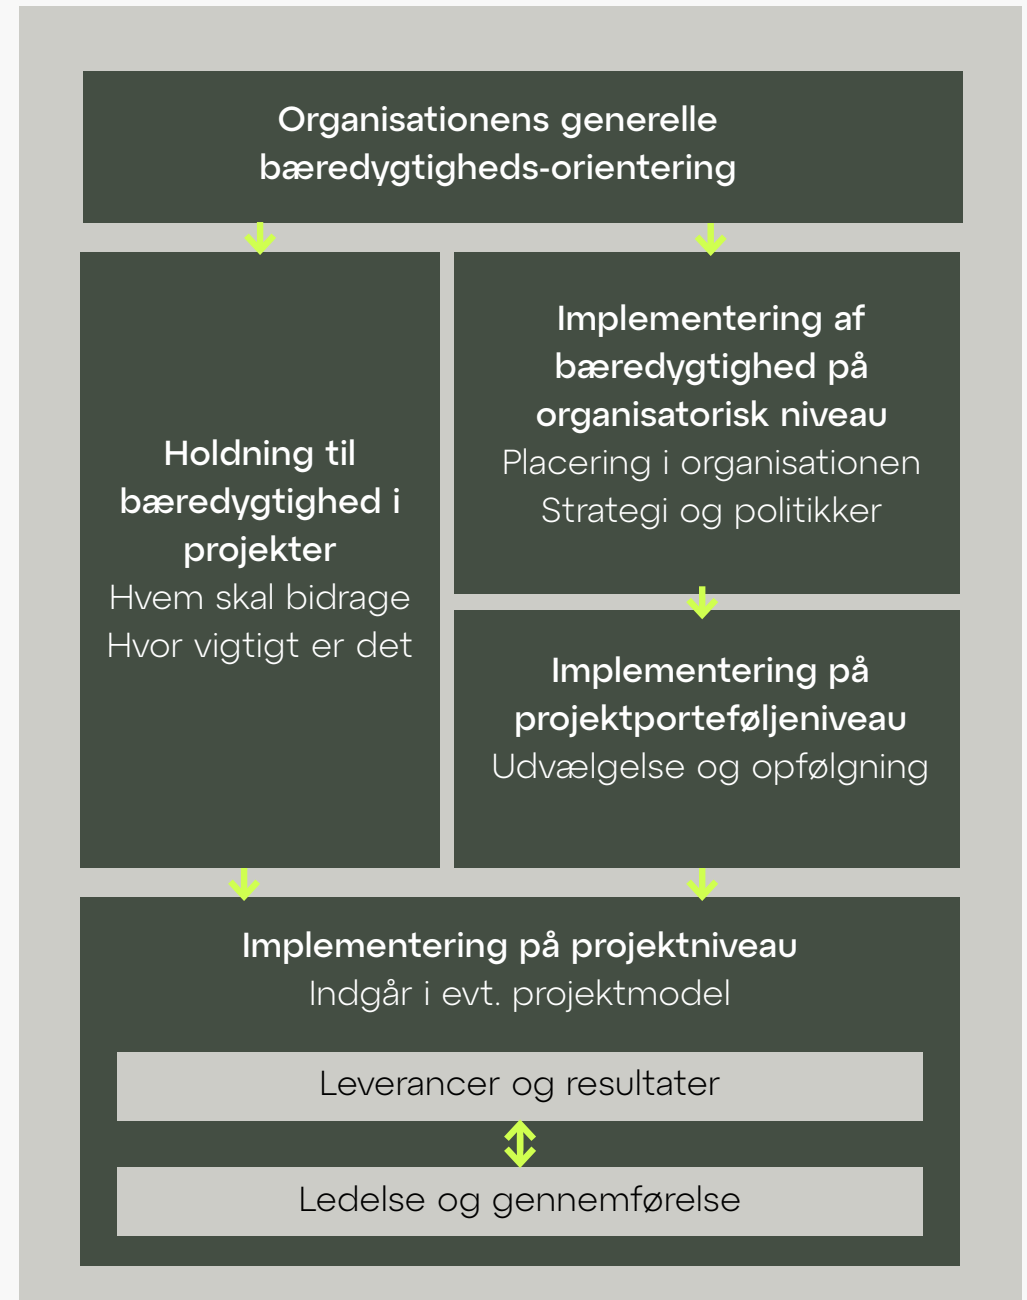 Organisationens generelle
bæredygtigheds-orientering
Holdning til
bæredygtighed i
projekter
Hvem skal bidrage
Hvor vigtigt er det
Implementering af
bæredygtighed på
organisatorisk niveau
Placering i organisationen
Strategi og politikker
Implementering på
projektporteføljeniveau
Udvælgelse og opfølgning
Implementering på projektniveau
Indgår i evt. projektmodel
Leverancer og resultater
Ledelse og gennemførelse